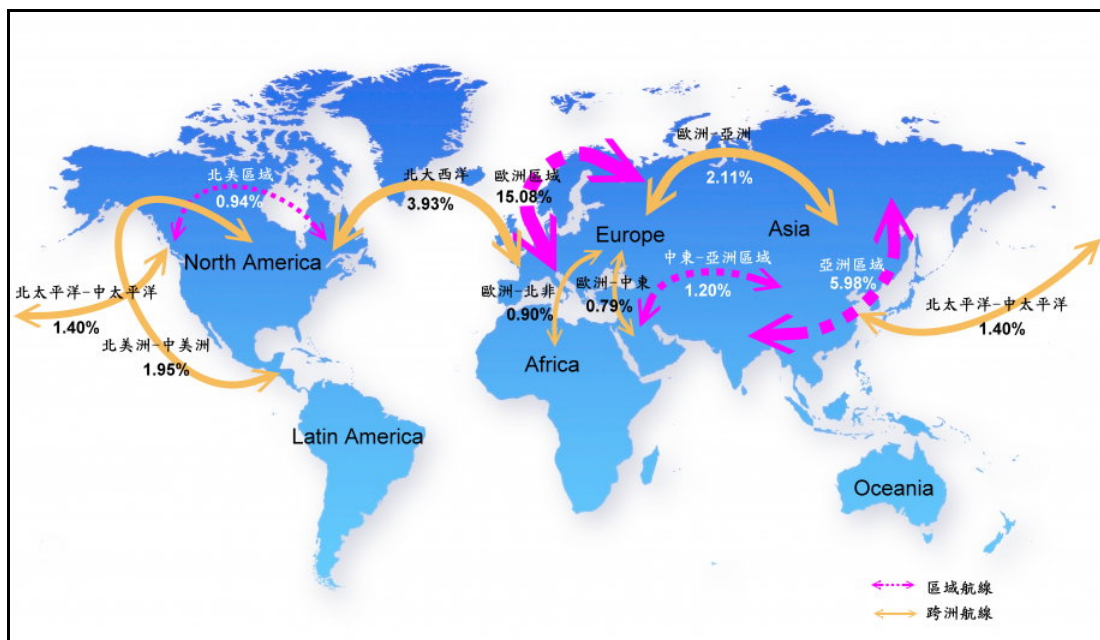 歐洲-亞洲
2.11%
北美區域
0.94%
北大西洋
3.93%
歐洲區域
15.08%
Europe
Asia
North America
中東-亞洲區域
1.20%
亞洲區域
5.98%
北太平洋-中太平洋
1.40%
歐洲-北非
0.90%
歐洲-中東
0.79%
北太平洋-中太平洋
1.40%
北美洲-中美洲
1.95%
Africa
Latin America
Oceania
區域航線
跨洲航線